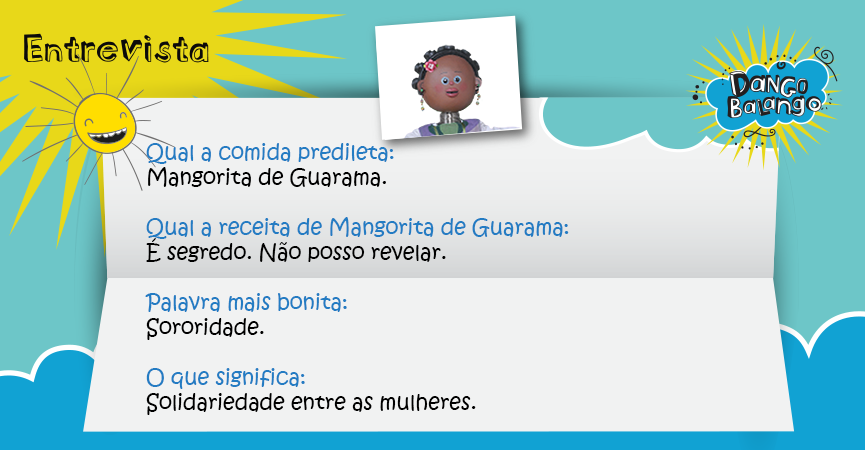 Entrevista
Dango
Balango
Qual a comida predileta:
Mangorita de Guarama.
Qual a receita de Mangorita de Guarama:
É segredo. Não posso revelar.
Palavra mais bonita:
Sororidade.
O que significa:
Solidariedade entre as mulheres.